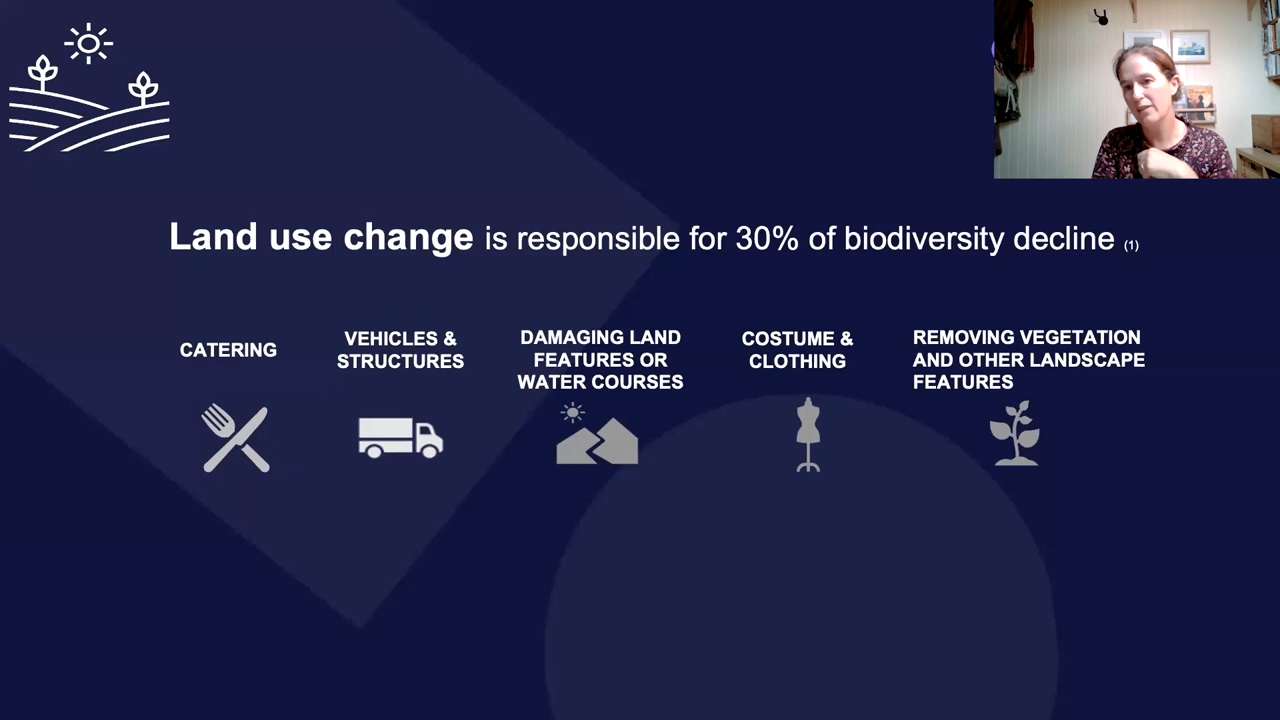 Land use change is responsible for 30% of biodiversity decline (1)
CATERING
VEHICLES &
STRUCTURES
DAMAGING LAND
FEATURES OR
WATER COURSES
COSTUME &
CLOTHING
REMOVING VEGETATION
AND OTHER LANDSCAPE
FEATURES